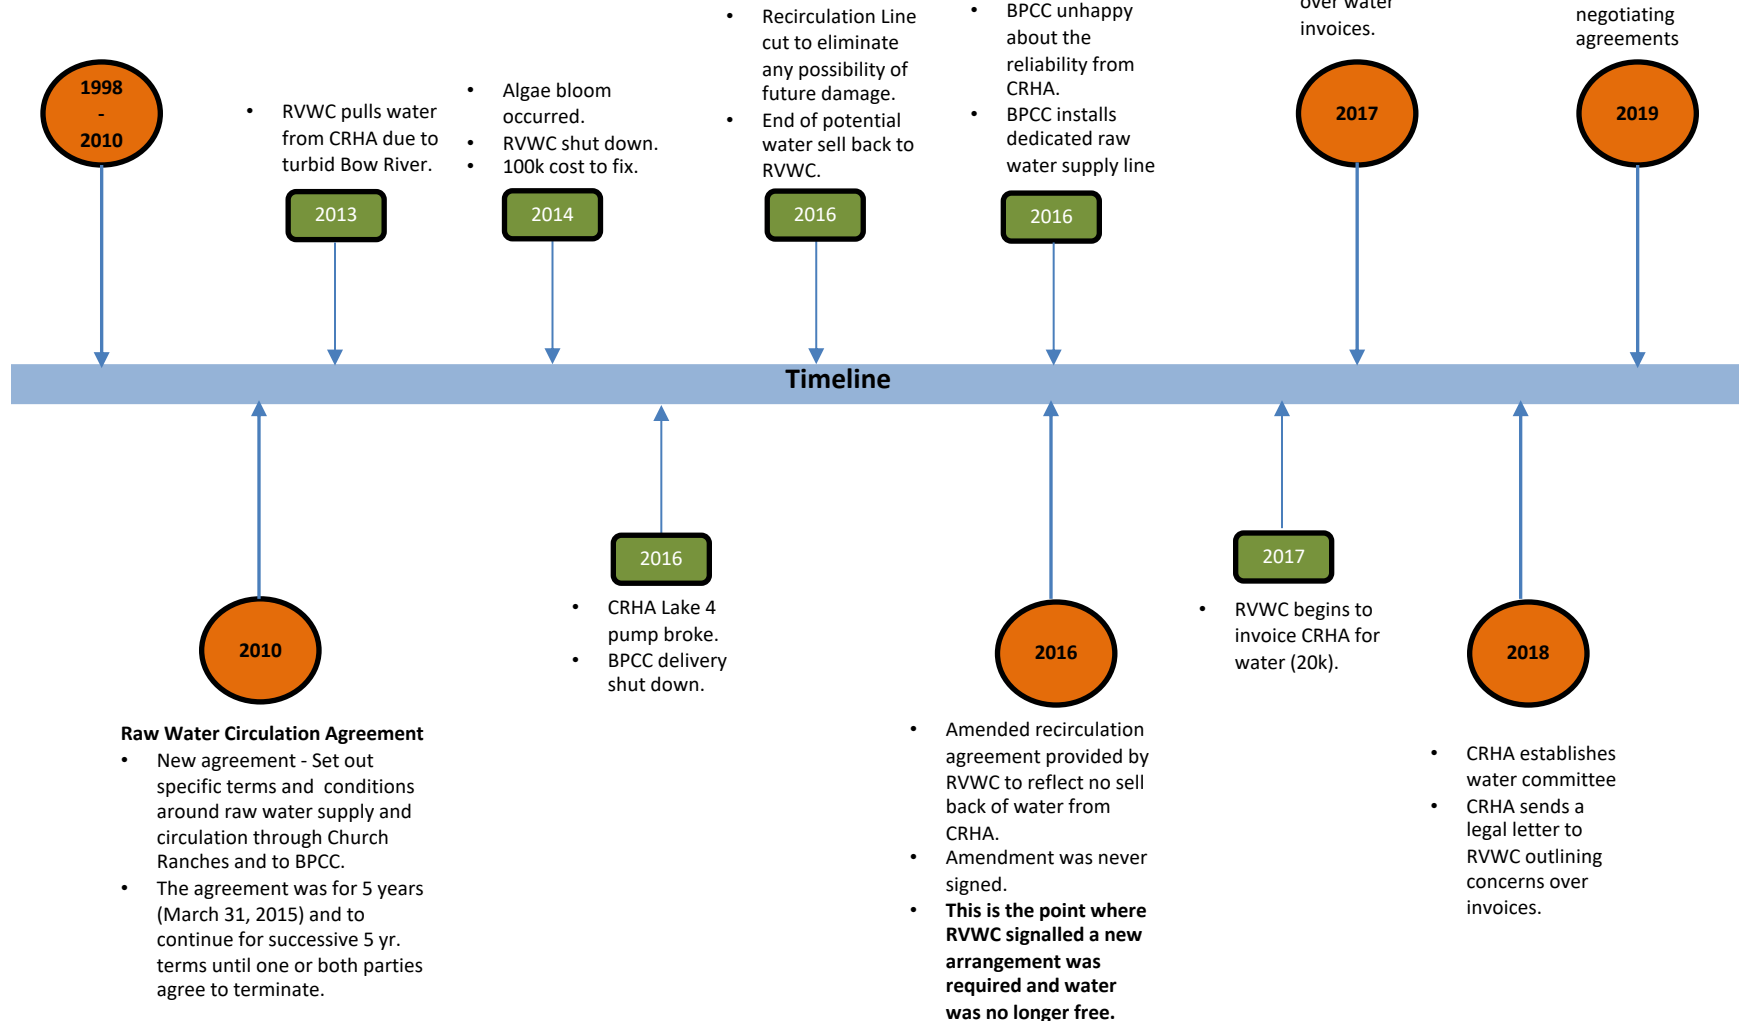 1998
-
2010
• RVWC pulls water
from CRHA due to
turbid Bow River.
2013
• Algae bloom
occurred.
• RVWC shut down.
• 100k cost to fix.
2014
• Recirculation Line
cut to eliminate
any possibility of
future damage.
• End of potential
water sell back to
RVWC.
2016
• BPCC unhappy
about the
reliability from
CRHA.
• BPCC installs
dedicated raw
water supply line
2016
over water
invoices.
2017
negotiating
agreements
2019
Timeline
2010
Raw Water Circulation Agreement
• New agreement - Set out
specific terms and conditions
around raw water supply and
circulation through Church
Ranches and to BPCC.
• The agreement was for 5 years
(March 31, 2015) and to
continue for successive 5 yr.
terms until one or both parties
agree to terminate.
2016
• CRHA Lake 4
pump broke.
• BPCC delivery
shut down.
2016
• Amended recirculation
agreement provided by
RVWC to reflect no sell
back of water from
CRHA.
• Amendment was never
signed.
• This is the point where
RVWC signalled a new
arrangement was
required and water
was no longer free.
2017
• RVWC begins to
invoice CRHA for
water (20k).
2018
• CRHA establishes
water committee
• CRHA sends a
legal letter to
RVWC outlining
concerns over
invoices.